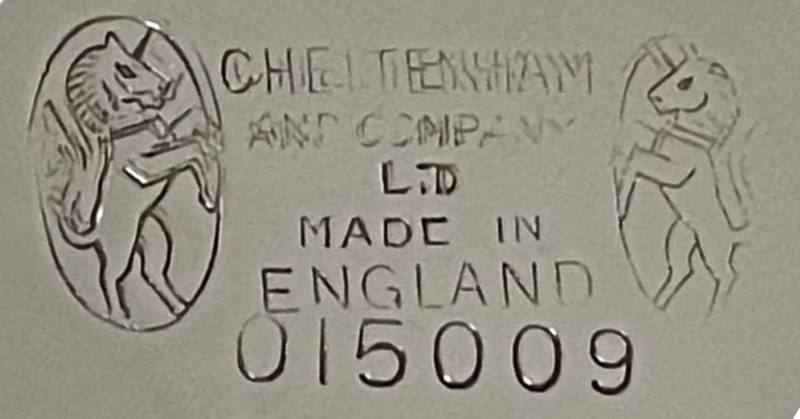 CHELTENHAM
AND COMPANY
LTD
MADE IN
ENGLAND
015009